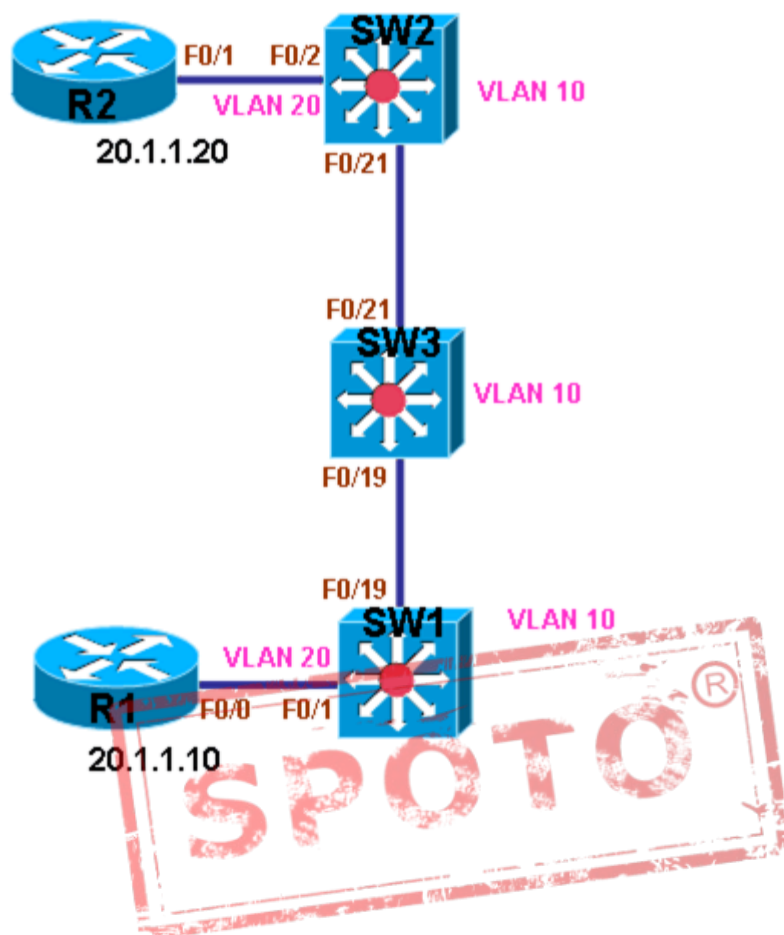 F0/1 F0/2 SW2
R2 VLAN 20 VLAN 10
20.1.1.20
F0/21
F0/21
SW3
VLAN 10
F0/19
F0/19
SW1 VLAN 10
VLAN 20
R1 F0/0 F0/1
20.1.1.10
SPOTO ®